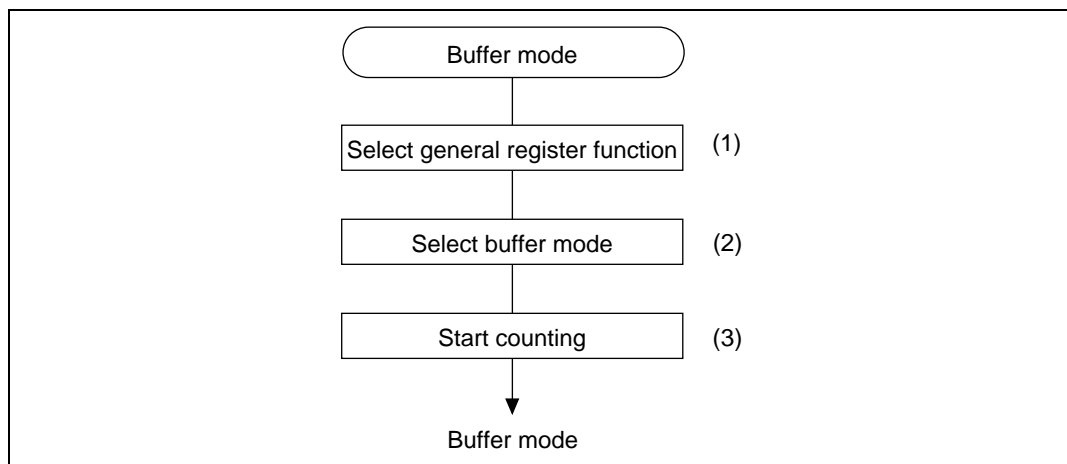 Buffer mode
Select general register function (1)
Select buffer mode (2)
Start counting (3)
Buffer mode